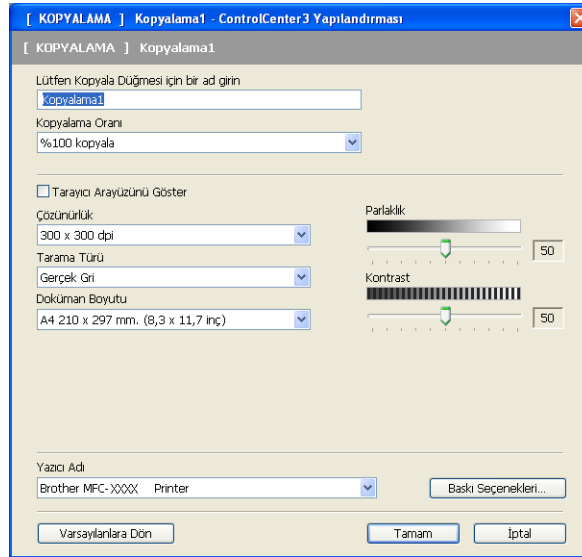 [ KOPYALAMA ] Kopyalama1 - ControlCenter3 Yapılandırması
[ KOPYALAMA ] Kopyalama1
Lütfen Kopyala Düğmesi için bir ad girin
Kopyalama1
Kopyalama Oranı
%100 kopyala
Tarayıcı Arayüzünü Göster
Çözünürlük
Parlaklık
300 x 300 dpi
50
Tarama Türü
Gerçek Gri
Kontrast
Doküman Boyutu
A4 210 x 297 mm. (8,3 x 11,7 inç)
50
Yazıcı Adı
Brother MFC-XXXX Printer
Baskı Seçenekleri...
Varsayılanlara Dön
Tamam
İptal